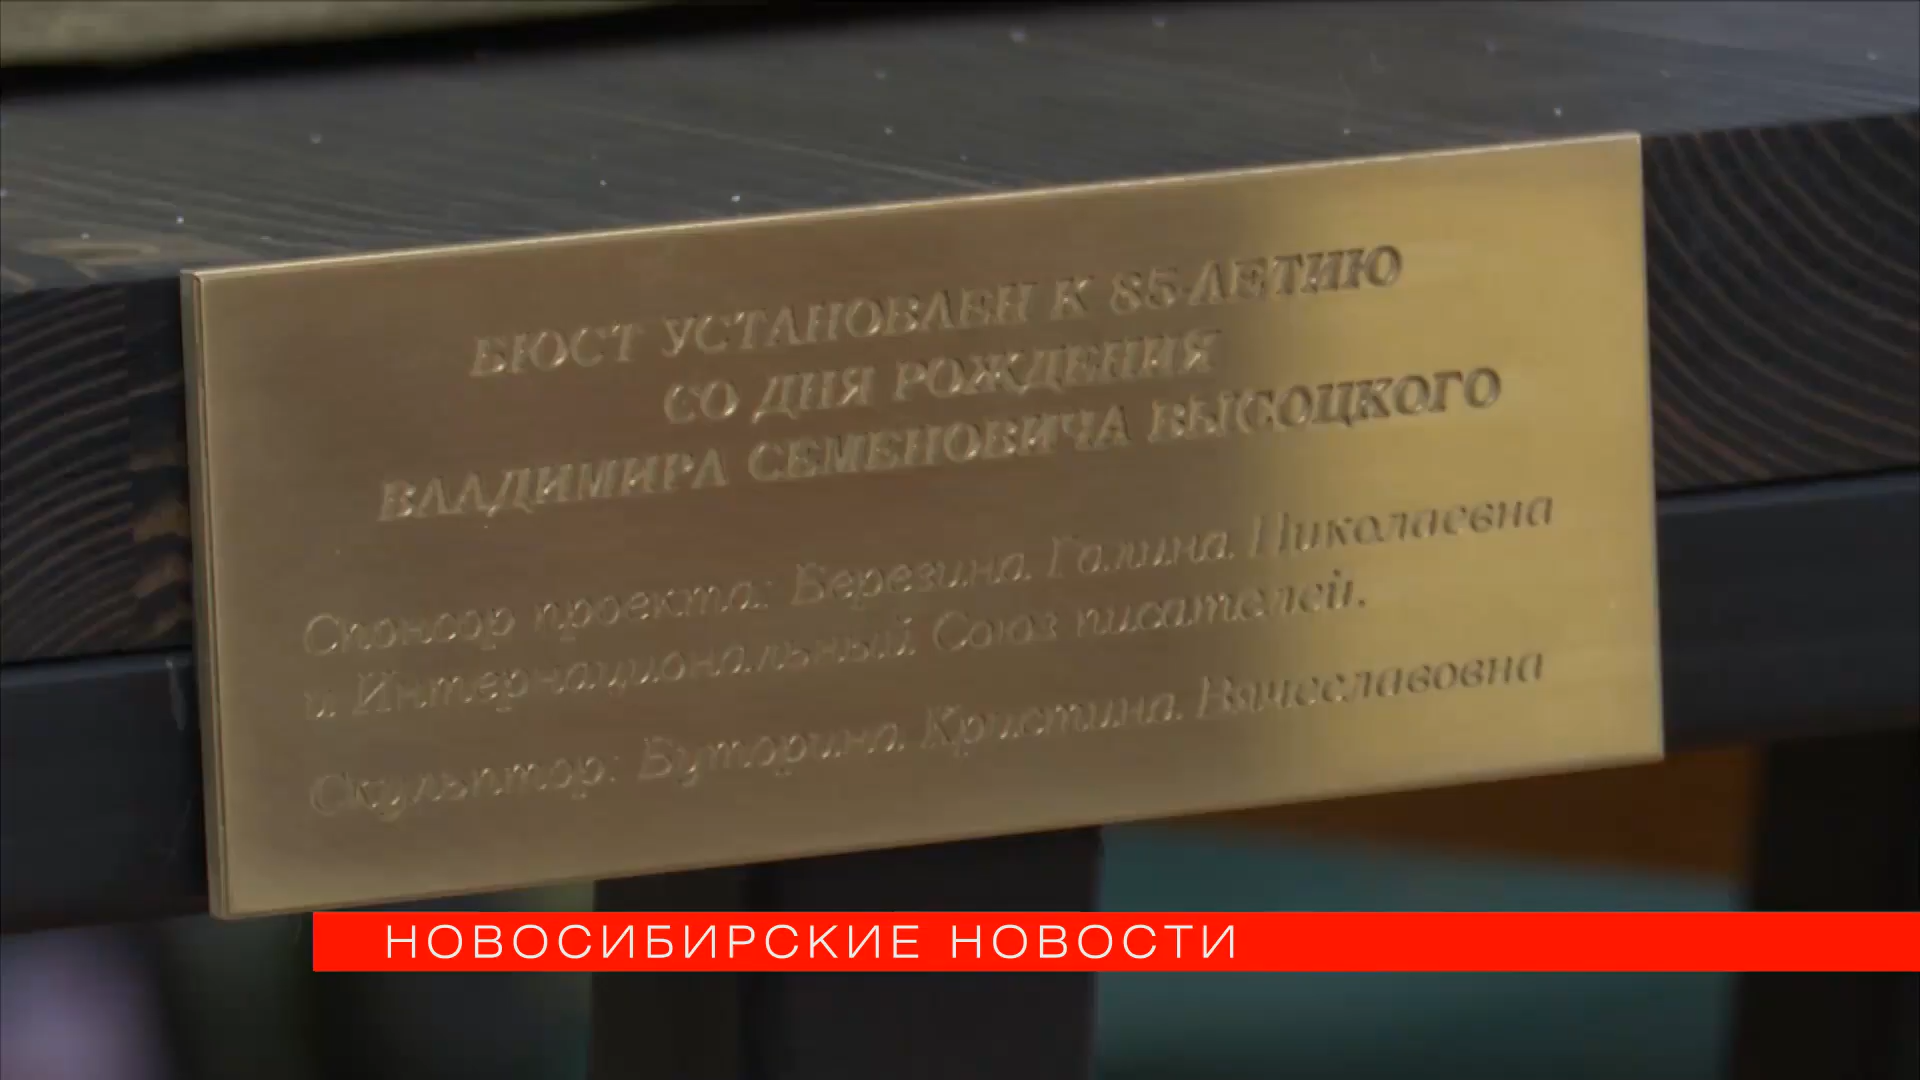 БЮСТ УСТАНОВЛЕН К 85-ЛЕТИЮ
СО ДНЯ РОЖДЕНИЯ
ВЛАДИМИРА СЕМЕНОВИЧА ВЫСОЦКОГО
Спонсор проекта: Березина Галина Николаевна
и Интернациональный Союз писателей.
Скульптор: Буторина Кристина Вячеславовна
НОВОСИБИРСКИЕ НОВОСТИ